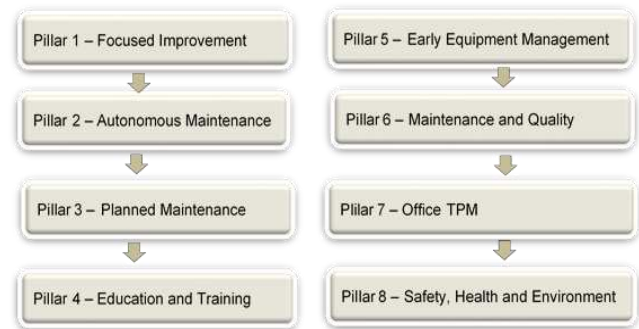 Pillar 1 – Focused Improvement
Pillar 2 – Autonomous Maintenance
Pillar 3 – Planned Maintenance
Pillar 4 – Education and Training
Pillar 5 – Early Equipment Management
Pillar 6 – Maintenance and Quality
Plilar 7 – Office TPM
Pillar 8 – Safety, Health and Environment